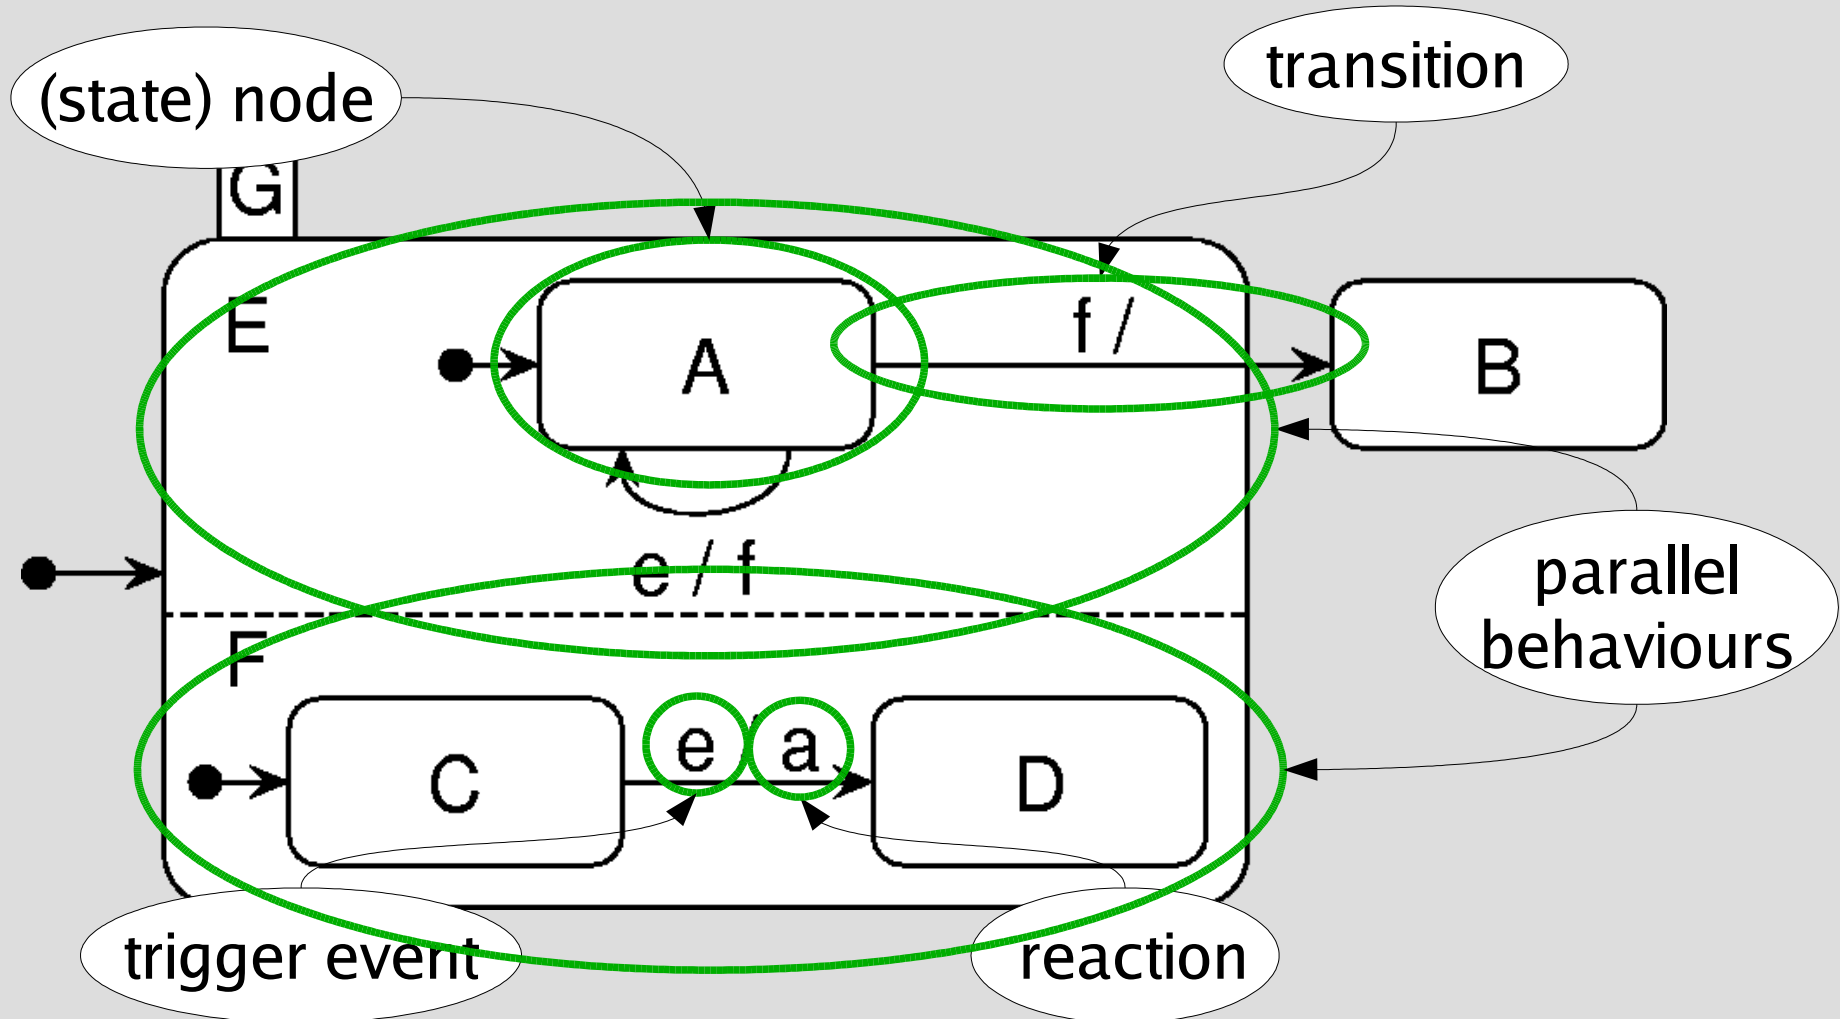 transition
(state) node
G
E
f /
A
B
e / f
parallel
behaviours
F
e / a
C
D
trigger event
reaction